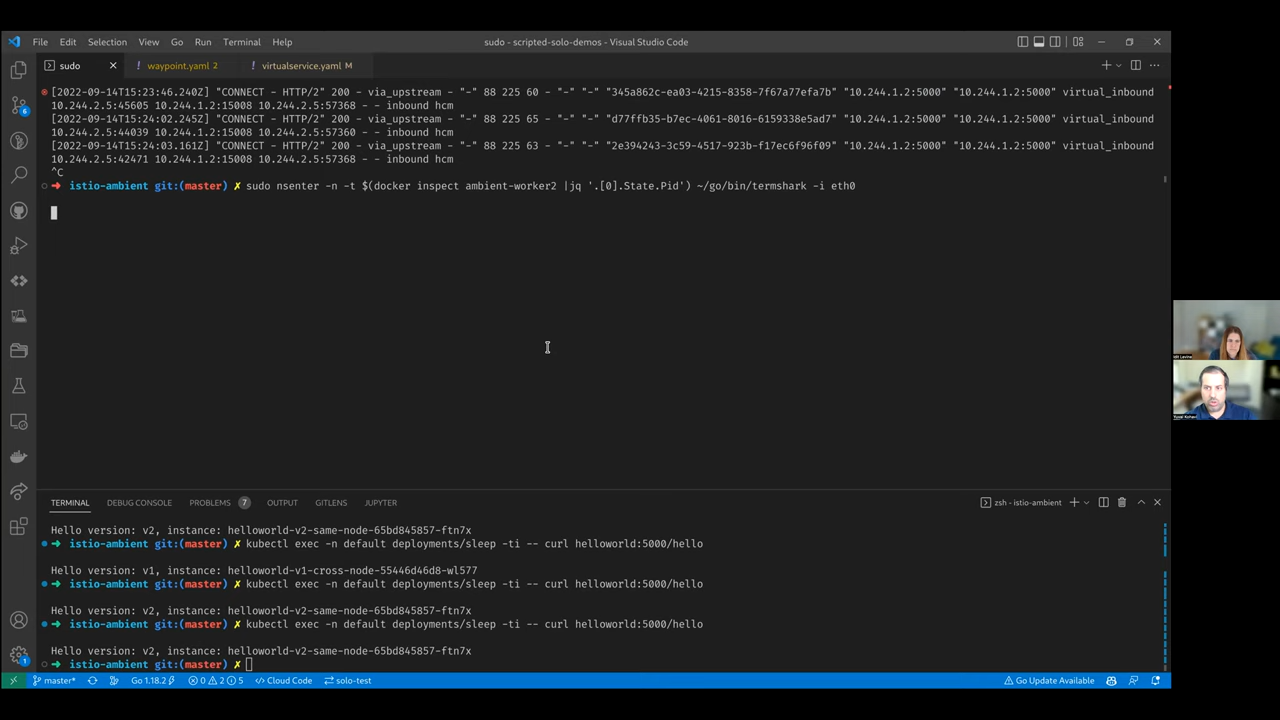 File Edit Selection View Go Run Terminal Help
sudo - scripted-solo-demos - Visual Studio Code
sudo
! waypoint.yaml 2
! virtualservice.yaml M
[2022-09-14T15:23:46.240Z] "CONNECT - HTTP/2" 200 - via_upstream - "-" 88 225 60 - "-" "-" "345a862c-ea03-4215-8358-7f67a77efa7b" "10.244.1.2:5000" "10.244.1.2:5000" virtual_inbound
10.244.2.5:45605 10.244.1.2:15008 10.244.2.5:57368 - - inbound hcm
[2022-09-14T15:24:02.245Z] "CONNECT - HTTP/2" 200 - via_upstream - "-" 88 225 65 - "-" "-" "d77ffb35-b7ec-4061-8016-6159338e5ad7" "10.244.1.2:5000" "10.244.1.2:5000" virtual_inbound
10.244.2.5:44039 10.244.1.2:15008 10.244.2.5:57360 - - inbound hcm
[2022-09-14T15:24:03.161Z] "CONNECT - HTTP/2" 200 - via_upstream - "-" 88 225 63 - "-" "-" "2e394243-3c59-4517-923b-f17ec6f96f09" "10.244.1.2:5000" "10.244.1.2:5000" virtual_inbound
10.244.2.5:42471 10.244.1.2:15008 10.244.2.5:57368 - - inbound hcm
^C
➜ istio-ambient git:(master) ✗ sudo nsenter -n -t $(docker inspect ambient-worker2 |jq '.[0].State.Pid') ~/go/bin/termshark -i eth0
TERMINAL DEBUG CONSOLE PROBLEMS 7 OUTPUT GITLENS JUPYTER
zsh - istio-ambient
Hello version: v2, instance: helloworld-v2-same-node-65bd845857-ftn7x
➜ istio-ambient git:(master) ✗ kubectl exec -n default deployments/sleep -ti -- curl helloworld:5000/hello
Hello version: v1, instance: helloworld-v1-cross-node-55446d46d8-wl577
➜ istio-ambient git:(master) ✗ kubectl exec -n default deployments/sleep -ti -- curl helloworld:5000/hello
Hello version: v2, instance: helloworld-v2-same-node-65bd845857-ftn7x
➜ istio-ambient git:(master) ✗ kubectl exec -n default deployments/sleep -ti -- curl helloworld:5000/hello
Hello version: v2, instance: helloworld-v2-same-node-65bd845857-ftn7x
➜ istio-ambient git:(master) ✗
6
1
master* Go 1.18.2 0 2 5 Cloud Code solo-test
Go Update Available